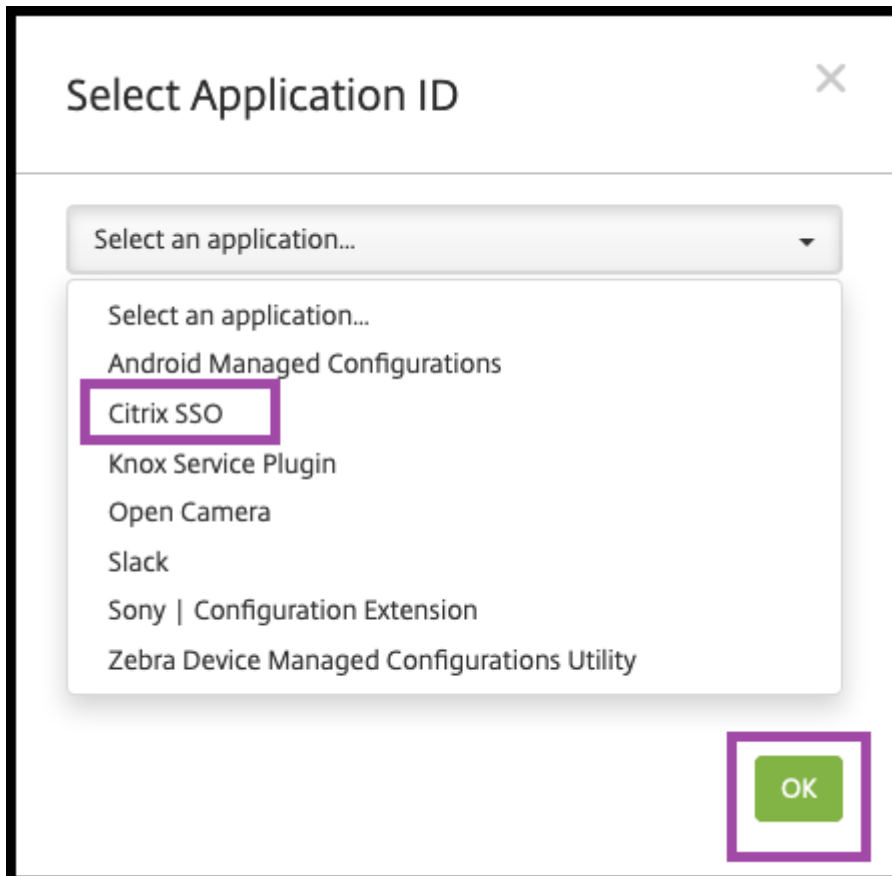 Select Application ID
Select an application...
Select an application...
Android Managed Configurations
Citrix SSO
Knox Service Plugin
Open Camera
Slack
Sony | Configuration Extension
Zebra Device Managed Configurations Utility
OK